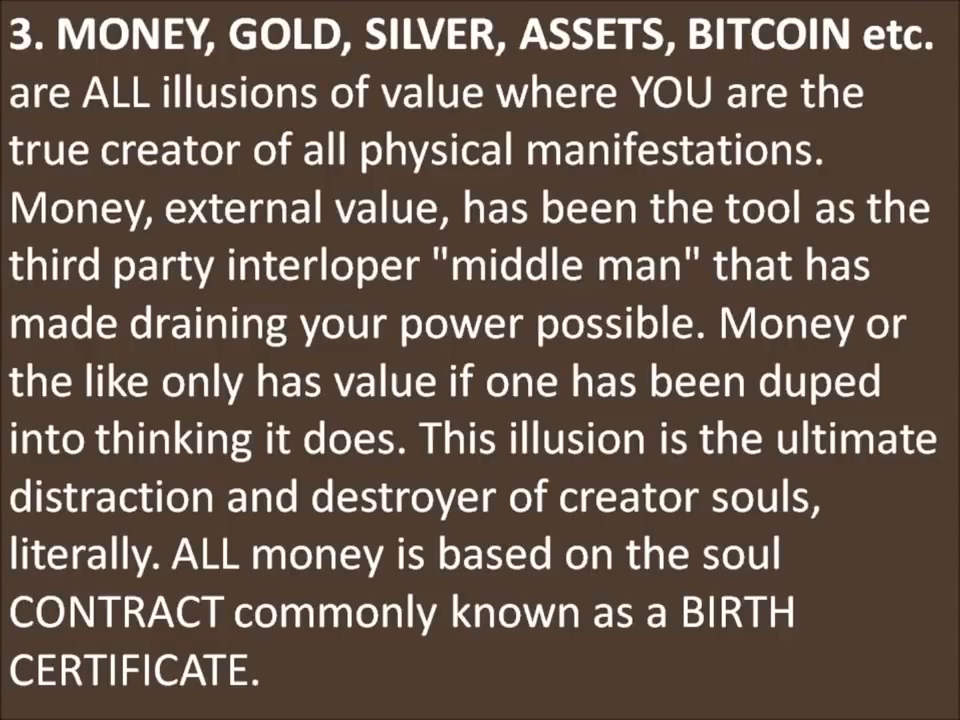 3. MONEY, GOLD, SILVER, ASSETS, BITCOIN etc.
are ALL illusions of value where YOU are the
true creator of all physical manifestations.
Money, external value, has been the tool as the
third party interloper "middle man" that has
made draining your power possible. Money or
the like only has value if one has been duped
into thinking it does. This illusion is the ultimate
distraction and destroyer of creator souls,
literally. ALL money is based on the soul
CONTRACT commonly known as a BIRTH
CERTIFICATE.